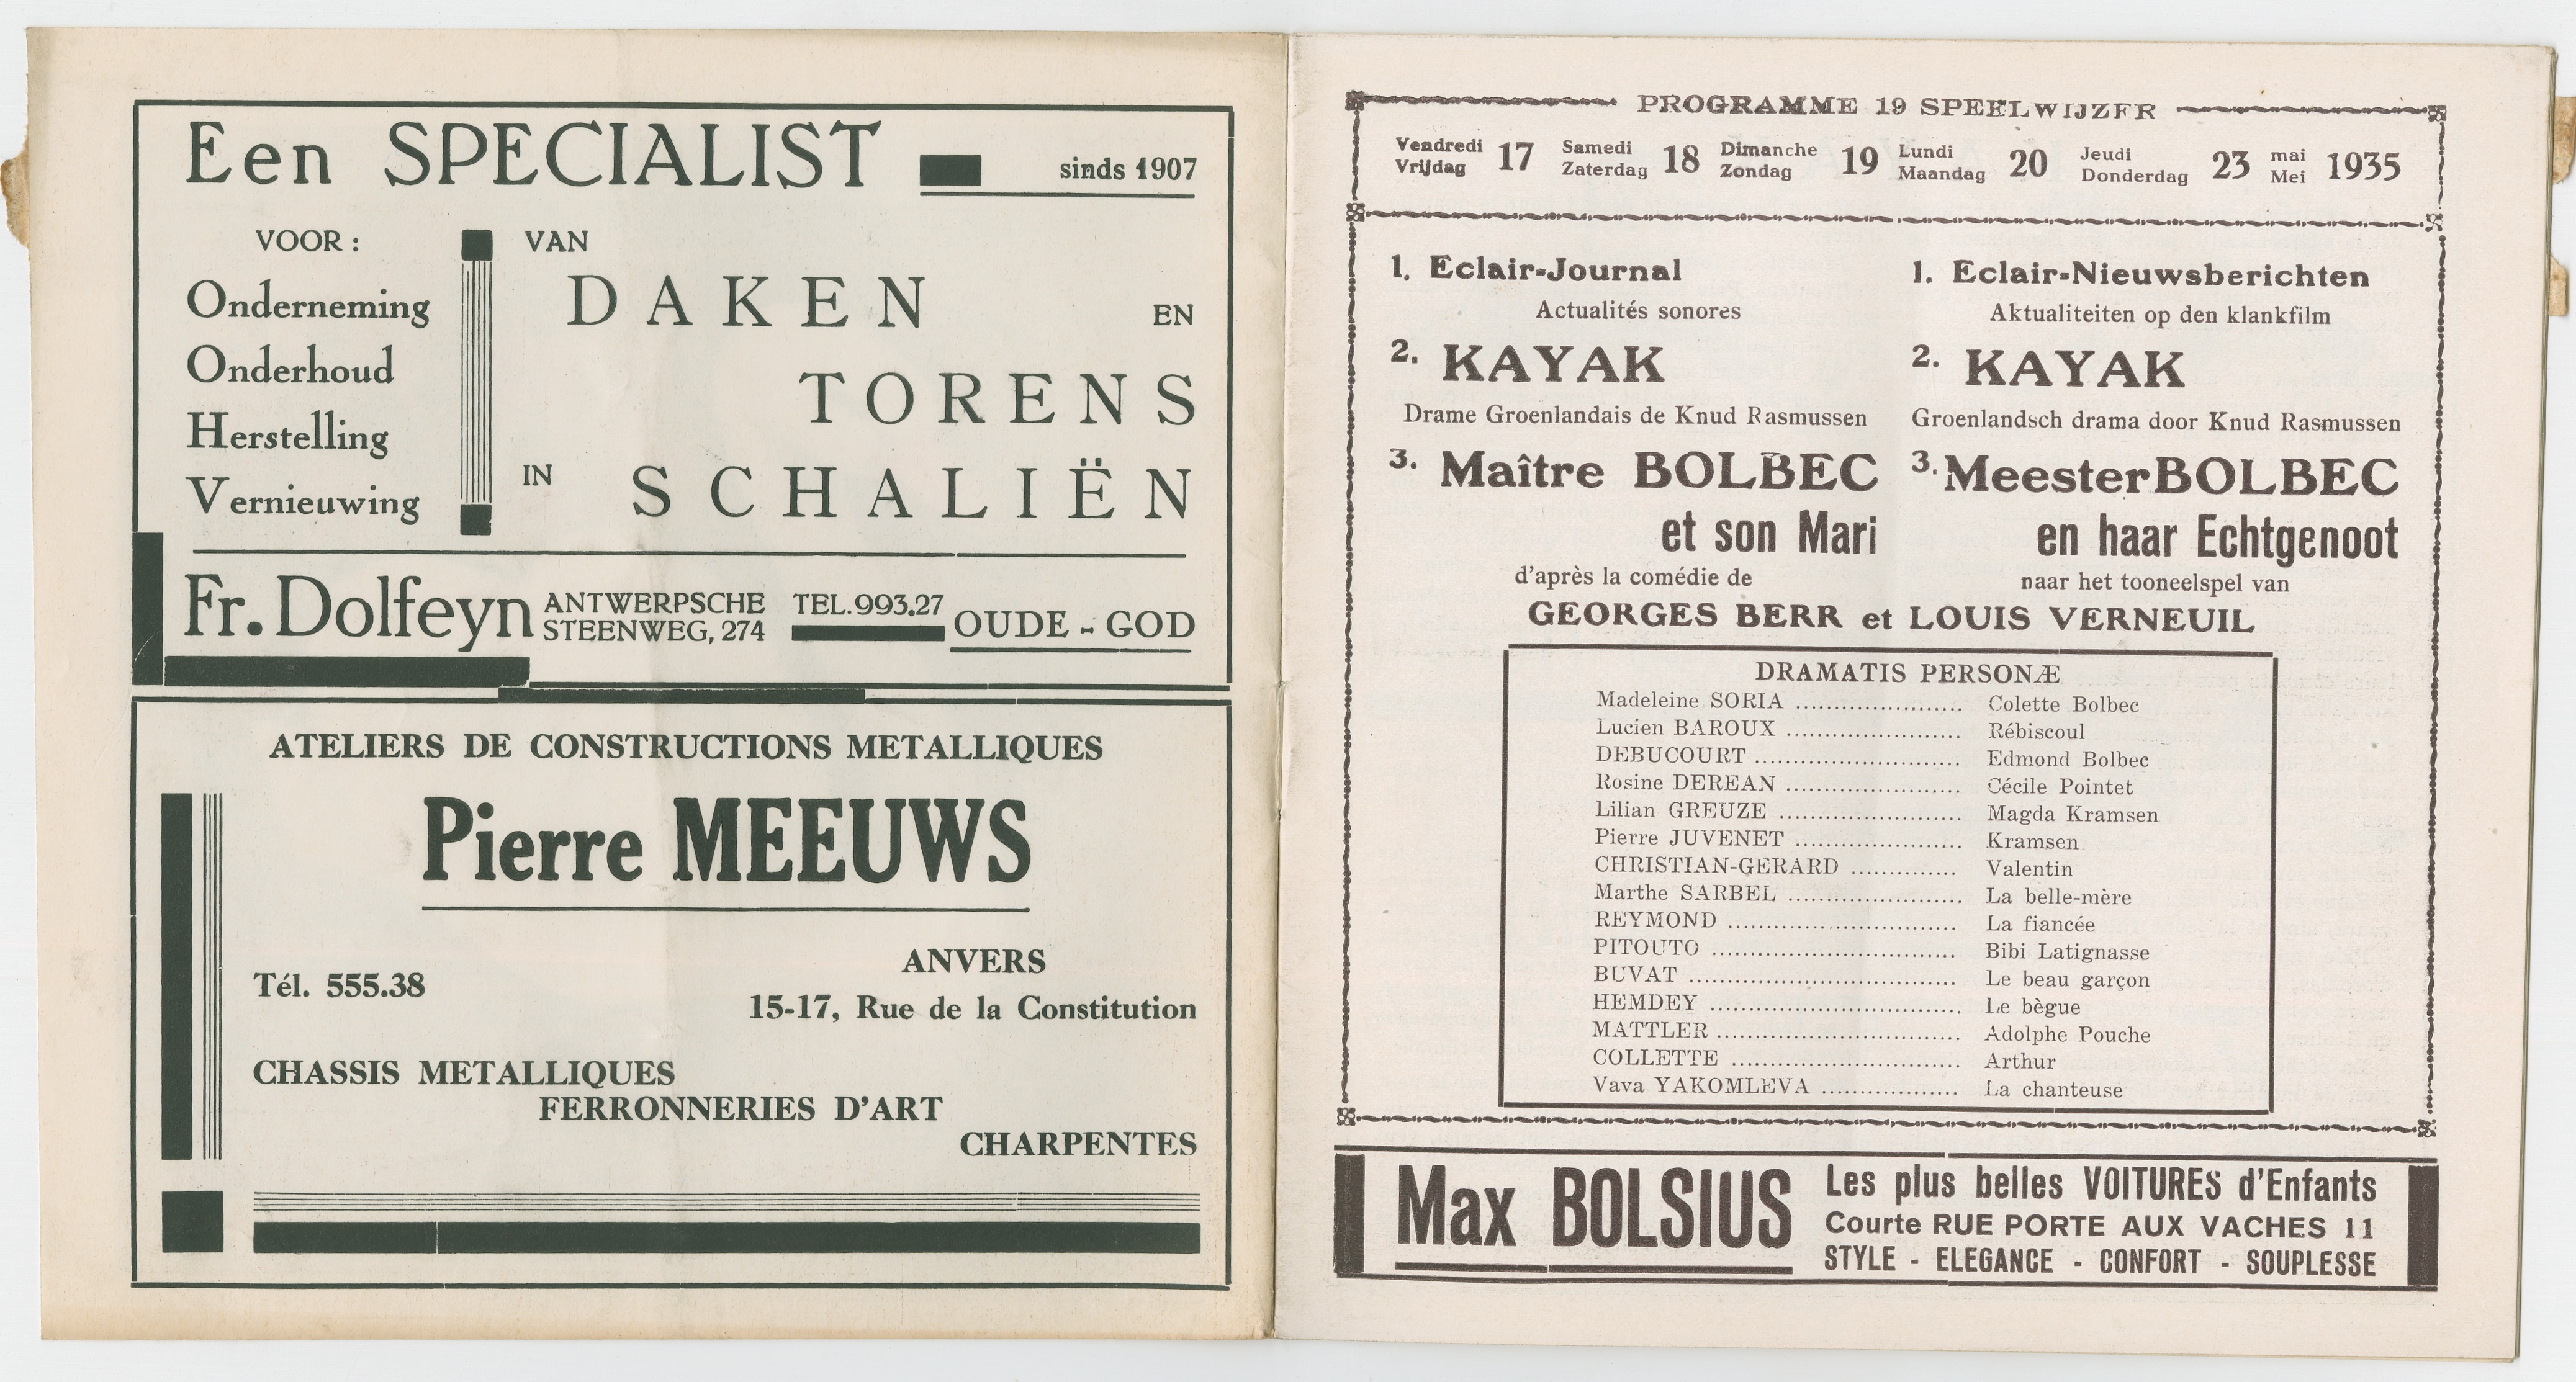 Een SPECIALIST sinds 1907
VOOR :
Onderneming
Onderhoud
Herstelling
Vernieuwing
VAN
DAKEN EN
TORENS
IN SCHALIËN
Fr. Dolfeyn ANTWERPSCHE STEENWEG, 274 TEL. 993.27 OUDE - GOD
ATELIERS DE CONSTRUCTIONS METALLIQUES
Pierre MEEUWS
Tél. 555.38
ANVERS
15-17, Rue de la Constitution
CHASSIS METALLIQUES
FERRONNERIES D'ART
CHARPENTES
PROGRAMME 19 SPEELWIJZER
Vendredi Vrijdag 17 Samedi Zaterdag 18 Dimanche Zondag 19 Lundi Maandag 20 Jeudi Donderdag 23 mai Mei 1935
1. Eclair-Journal
Actualités sonores
2. KAYAK
Drame Groenlandais de Knud Rasmussen
3. Maître BOLBEC
et son Mari
d'après la comédie de
1. Eclair-Nieuwsberichten
Aktualiteiten op den klankfilm
2. KAYAK
Groenlandsch drama door Knud Rasmussen
3. Meester BOLBEC
en haar Echtgenoot
naar het tooneelspel van
GEORGES BERR et LOUIS VERNEUIL
DRAMATIS PERSONÆ
Madeleine SORIA ...................... Colette Bolbec
Lucien BAROUX ....................... Rébiscoul
DEBUCOURT ........................... Edmond Bolbec
Rosine DEREAN ....................... Cécile Pointet
Lilian GREUZE ........................ Magda Kramsen
Pierre JUVENET ...................... Kramsen
CHRISTIAN-GERARD .............. Valentin
Marthe SARBEL ....................... La belle-mère
REYMOND .............................. La fiancée
PITOUTO ................................ Bibi Latignasse
BUVAT ................................... Le beau garçon
HEMDEY ................................ Le bègue
MATTLER ................................ Adolphe Pouche
COLLETTE .............................. Arthur
Vava YAKOMLEVA .................. La chanteuse
Max BOLSIUS
Les plus belles VOITURES d'Enfants
Courte RUE PORTE AUX VACHES 11
STYLE - ELEGANCE - CONFORT - SOUPLESSE